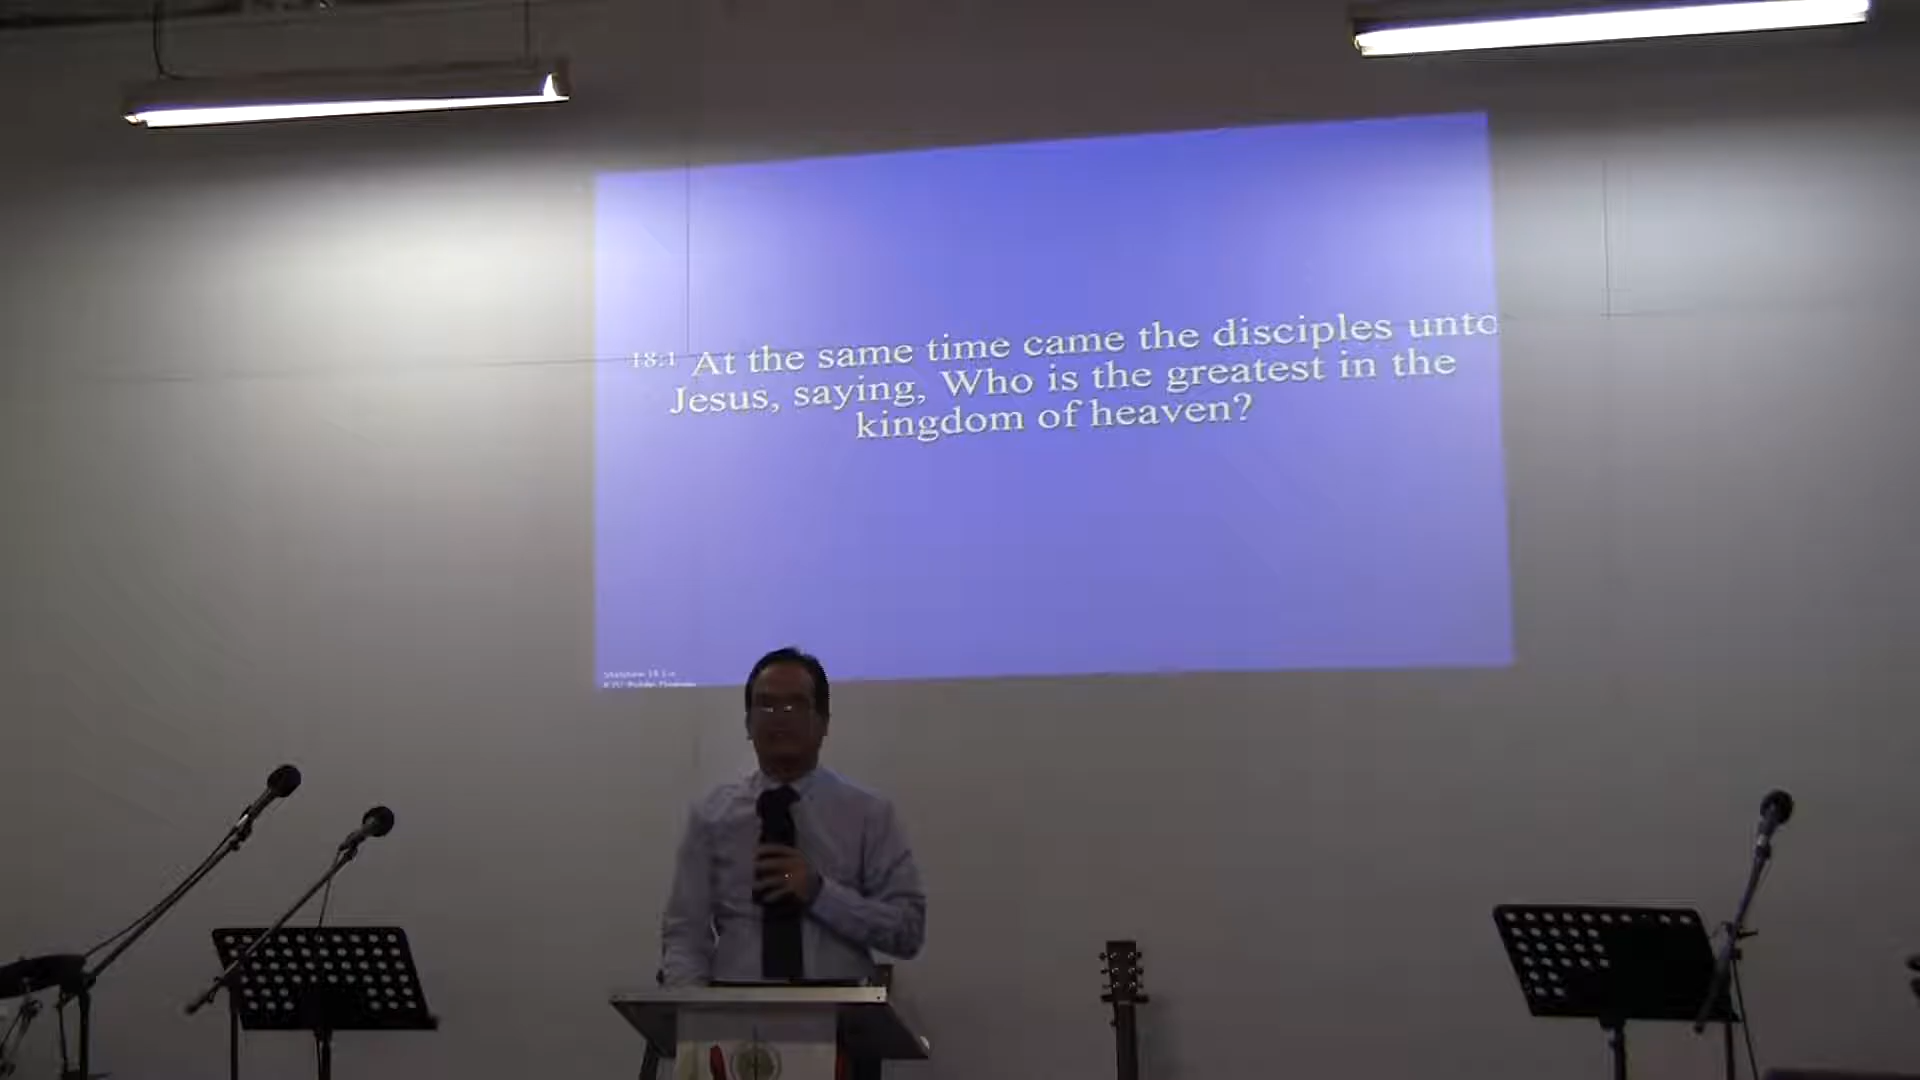 18:1 At the same time came the disciples unto
Jesus, saying, Who is the greatest in the
kingdom of heaven?